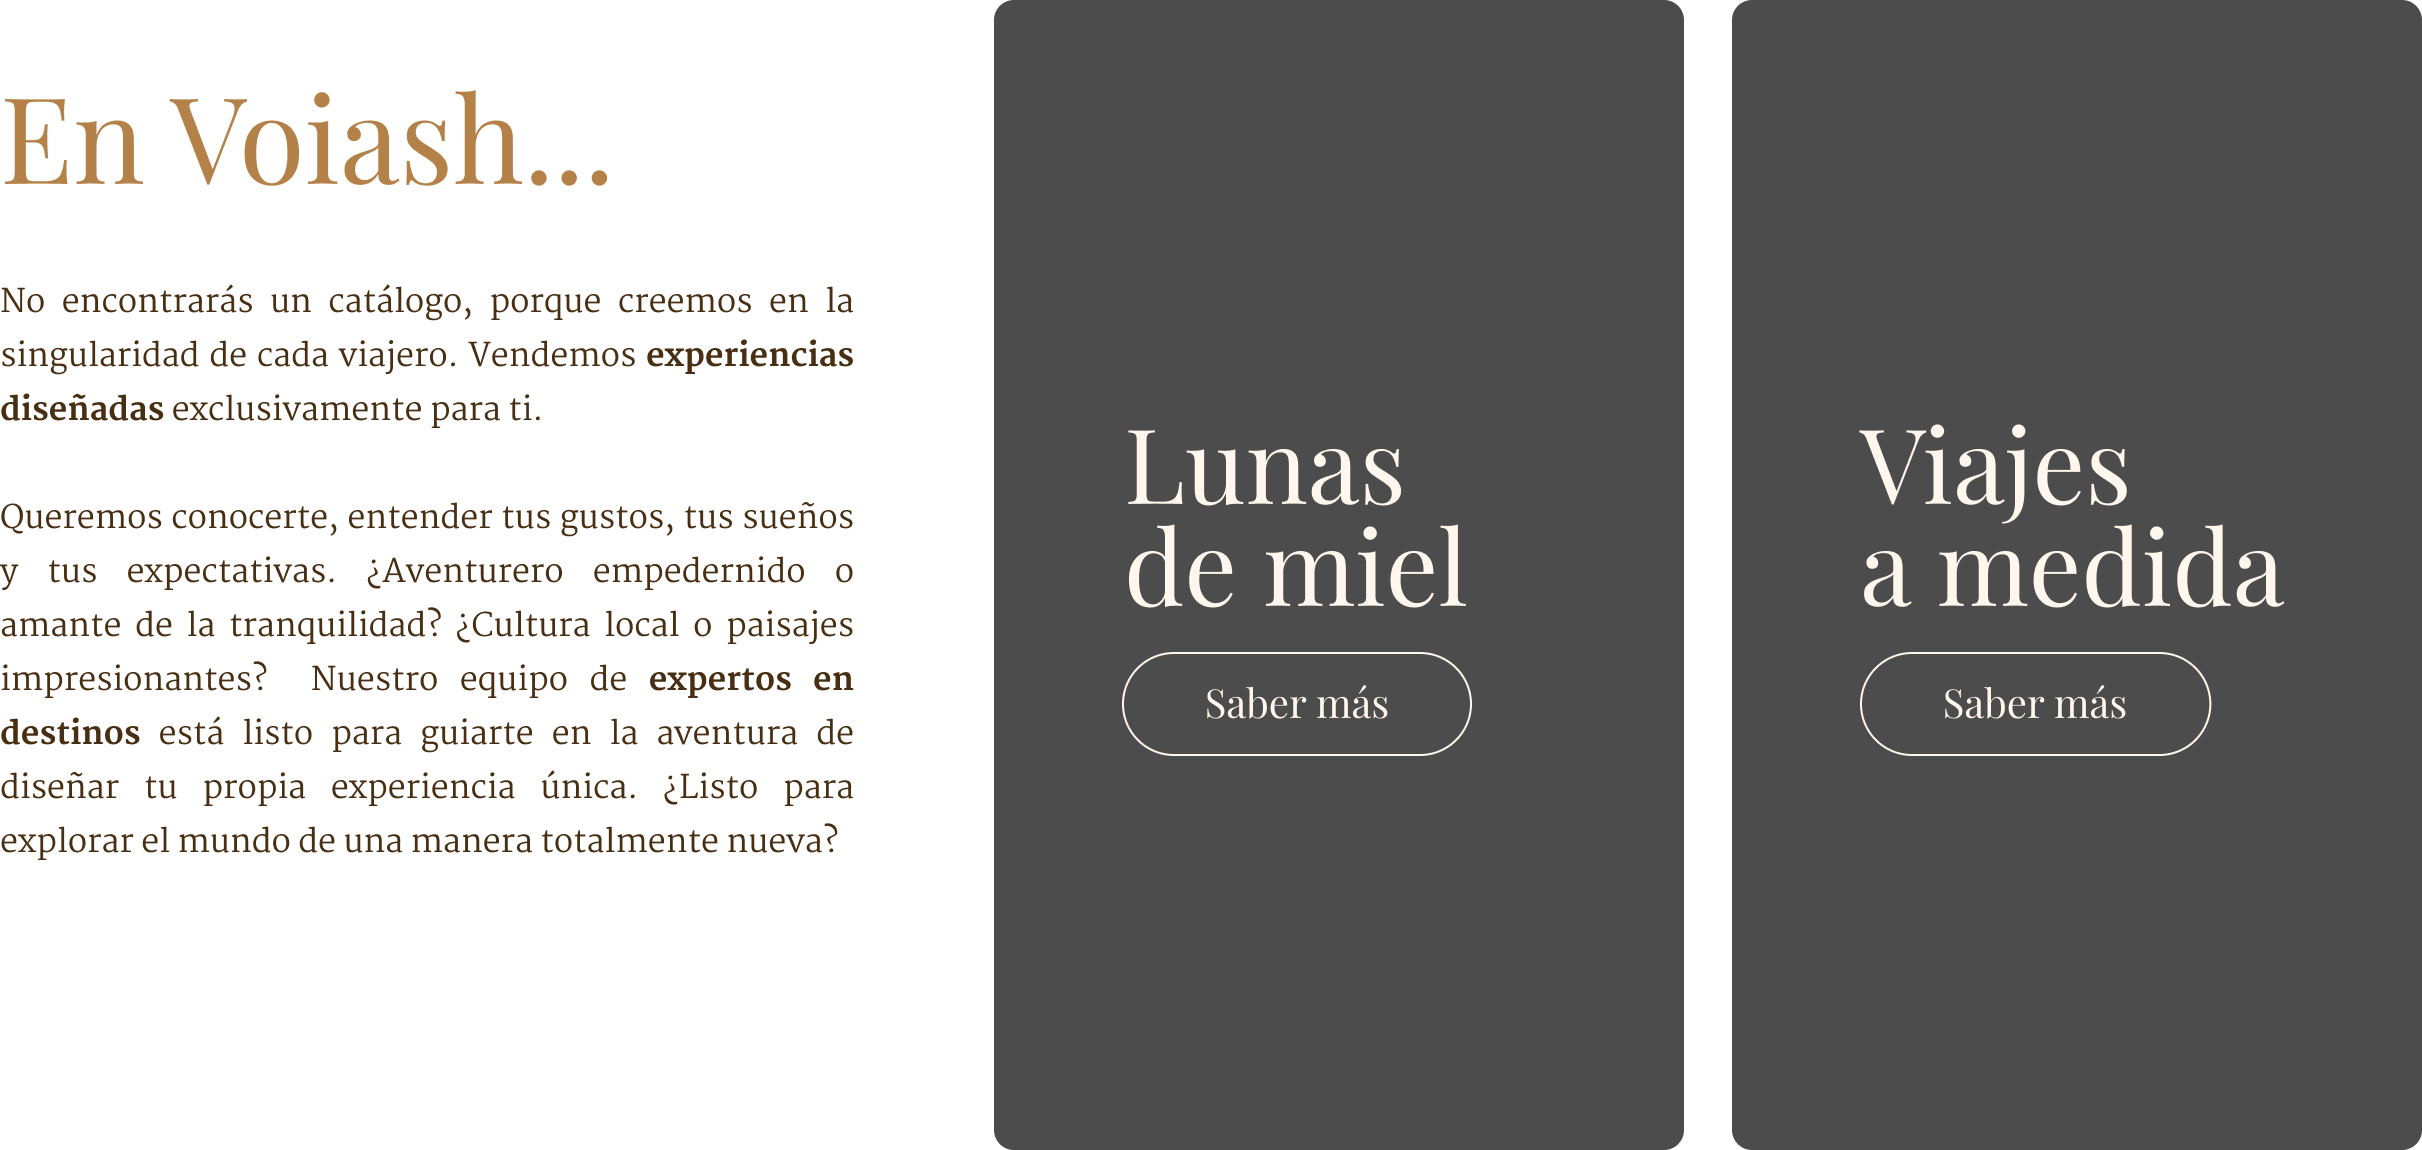 En Voiash...
No encontrarás un catálogo, porque creemos en la
singularidad de cada viajero. Vendemos experiencias
diseñadas exclusivamente para ti.
Queremos conocerte, entender tus gustos, tus sueños
y tus expectativas. ¿Aventurero empedernido o
amante de la tranquilidad? ¿Cultura local o paisajes
impresionantes? Nuestro equipo de expertos en
destinos está listo para guiarte en la aventura de
diseñar tu propia experiencia única. ¿Listo para
explorar el mundo de una manera totalmente nueva?
Lunas
de miel
Saber más
Viajes
a medida
Saber más